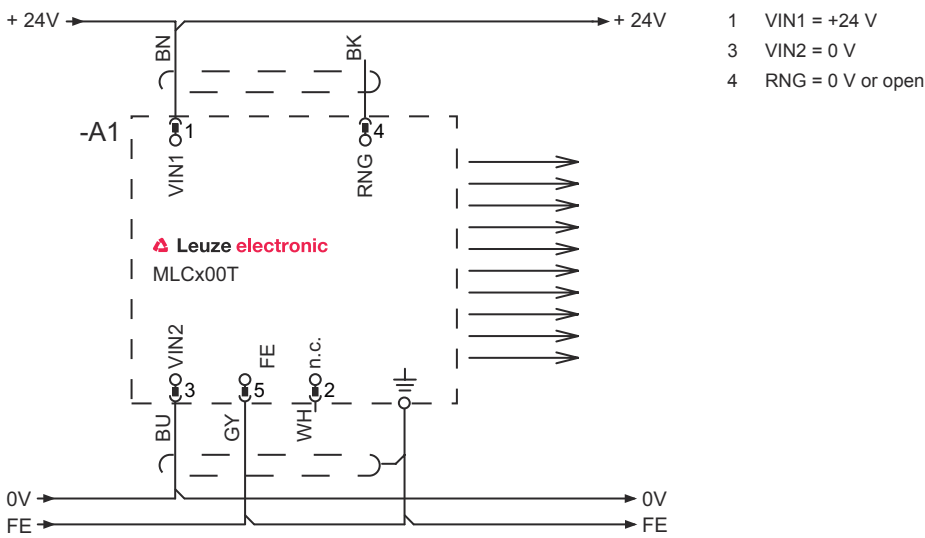 + 24V
+ 24V
BN
BK
-A1
1
4
VIN1
RNG
Leuze electronic
MLCx00T
VIN2
FE
n.c.
3
5
2
BU
GY
WH
0V
0V
FE
FE
1 VIN1 = +24 V
3 VIN2 = 0 V
4 RNG = 0 V or open